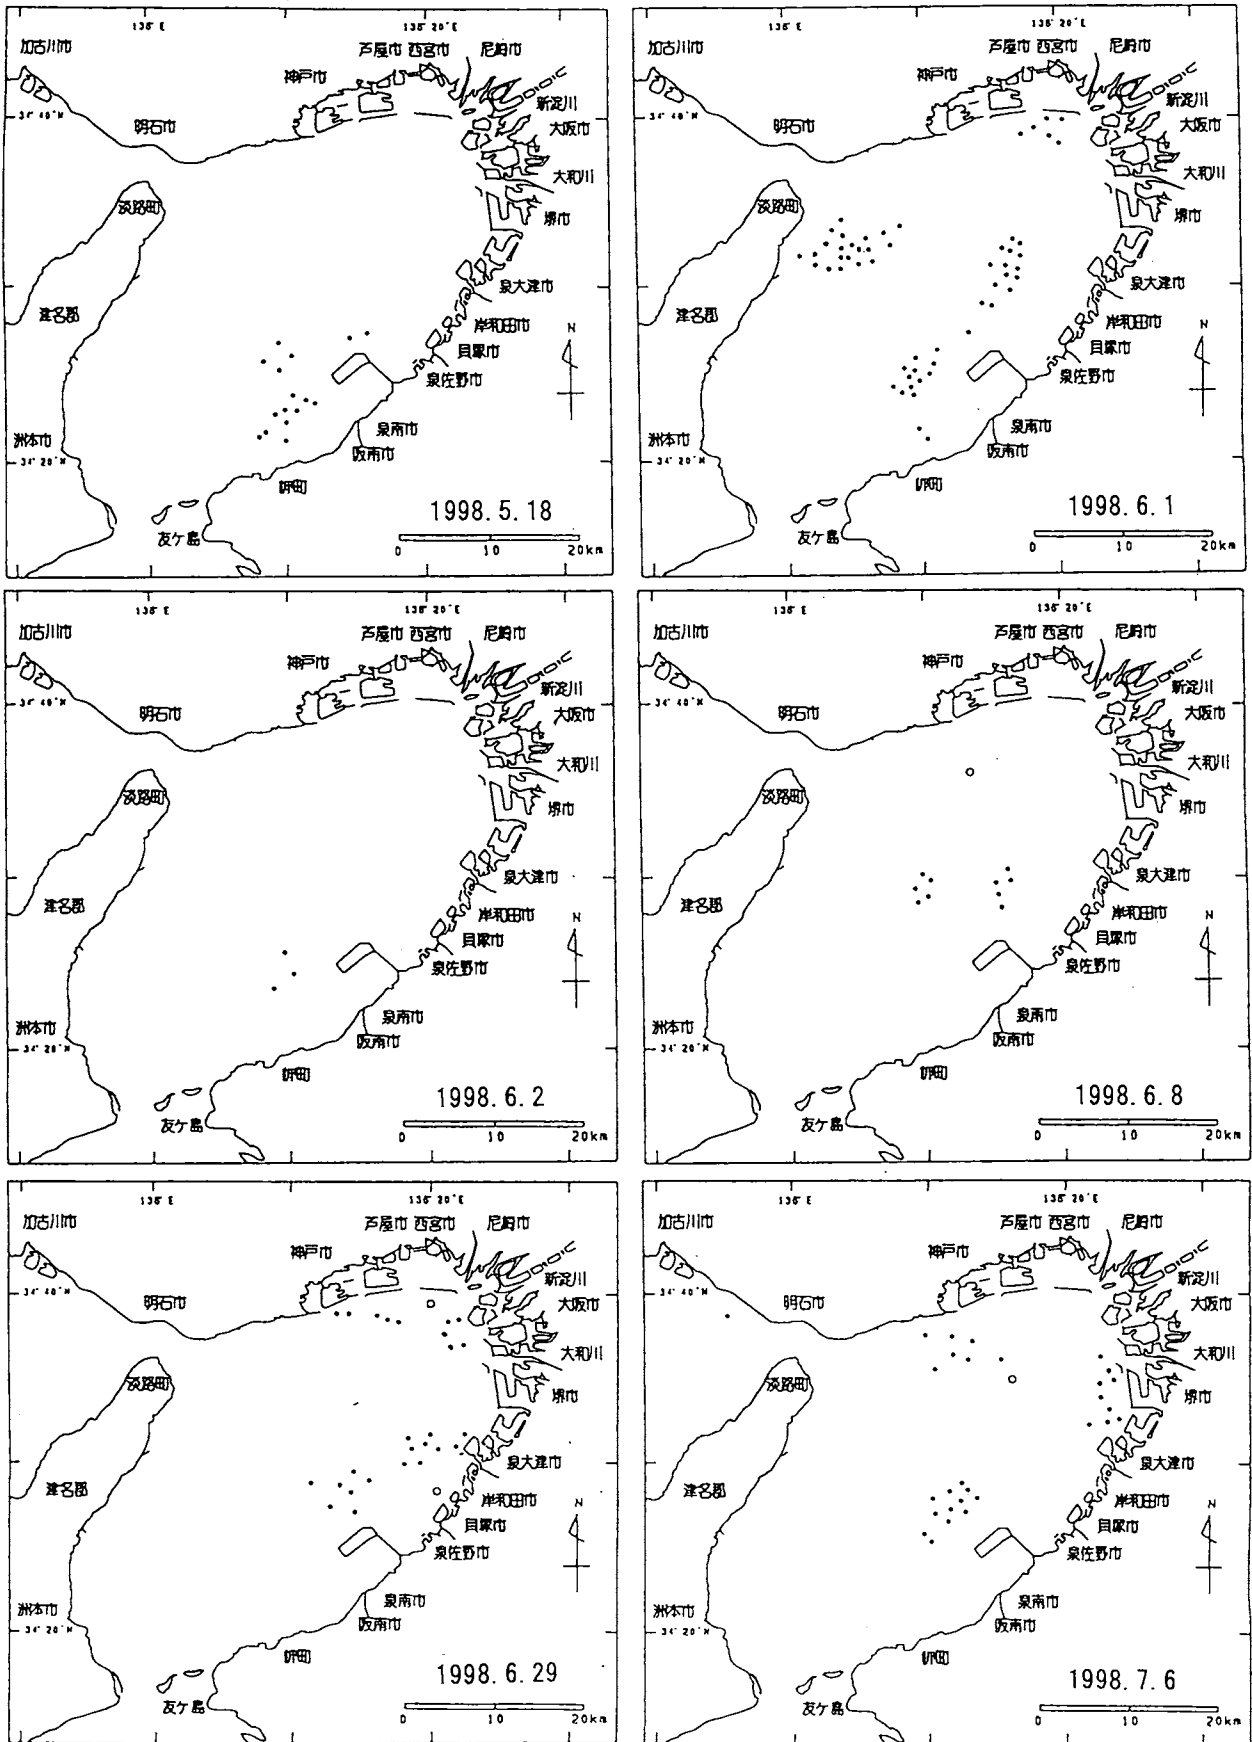 135° E
135° 20' E
加古川市
芦屋市 西宮市 尼崎市
神戸市
新淀川
34° 40' N
明石市
大阪市
大和川
淡路町
堺市
泉大津市
津名郡
岸和田市
N
貝塚市
泉佐野市
泉南市
洲本市
阪南市
34° 20' N
岬町
1998.5.18
友ケ島
0 10 20km
135° E
135° 20' E
加古川市
芦屋市 西宮市 尼崎市
神戸市
新淀川
34° 40' N
明石市
大阪市
大和川
淡路町
堺市
泉大津市
津名郡
岸和田市
N
貝塚市
泉佐野市
泉南市
洲本市
阪南市
34° 20' N
岬町
1998.6.1
友ケ島
0 10 20km
135° E
135° 20' E
加古川市
芦屋市 西宮市 尼崎市
神戸市
新淀川
34° 40' N
明石市
大阪市
大和川
淡路町
堺市
泉大津市
津名郡
岸和田市
N
貝塚市
泉佐野市
泉南市
洲本市
阪南市
34° 20' N
岬町
1998.6.2
友ケ島
0 10 20km
135° E
135° 20' E
加古川市
芦屋市 西宮市 尼崎市
神戸市
新淀川
34° 40' N
明石市
大阪市
大和川
淡路町
堺市
泉大津市
津名郡
岸和田市
N
貝塚市
泉佐野市
泉南市
洲本市
阪南市
34° 20' N
岬町
1998.6.8
友ケ島
0 10 20km
135° E
135° 20' E
加古川市
芦屋市 西宮市 尼崎市
神戸市
新淀川
34° 40' N
明石市
大阪市
大和川
淡路町
堺市
泉大津市
津名郡
岸和田市
N
貝塚市
泉佐野市
泉南市
洲本市
阪南市
34° 20' N
岬町
1998.6.29
友ケ島
0 10 20km
135° E
135° 20' E
加古川市
芦屋市 西宮市 尼崎市
神戸市
新淀川
34° 40' N
明石市
大阪市
大和川
淡路町
堺市
泉大津市
津名郡
岸和田市
N
貝塚市
泉佐野市
泉南市
洲本市
阪南市
34° 20' N
岬町
1998.7.6
友ケ島
0 10 20km